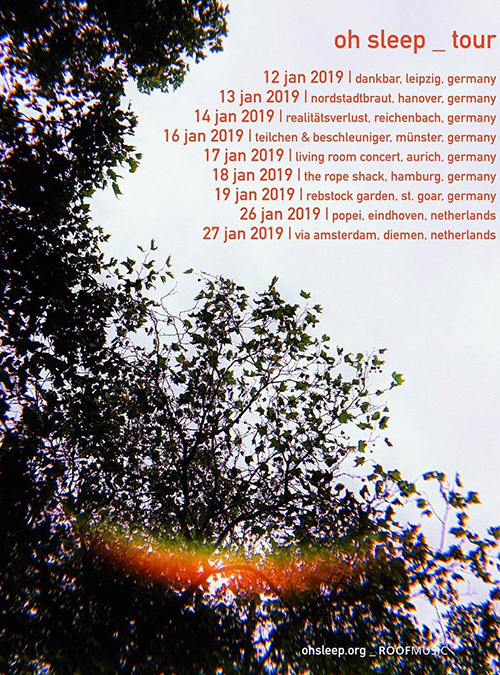 oh sleep _ tour
12 jan 2019 | dankbar, leipzig, germany
13 jan 2019 | nordstadtbraut, hanover, germany
14 jan 2019 | realitätsverlust, reichenbach, germany
16 jan 2019 | teilchen & beschleuniger, münster, germany
17 jan 2019 | living room concert, aurich, germany
18 jan 2019 | the rope shack, hamburg, germany
19 jan 2019 | rebstock garden, st. goar, germany
26 jan 2019 | popei, eindhoven, netherlands
27 jan 2019 | via amsterdam, diemen, netherlands
ohsleep.org _ ROOFMUSIC